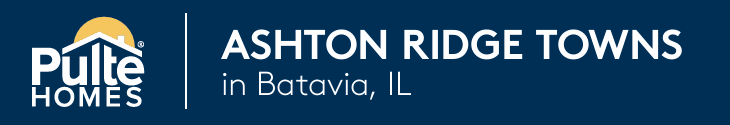 Pulte®
HOMES
ASHTON RIDGE TOWNS
in Batavia, IL